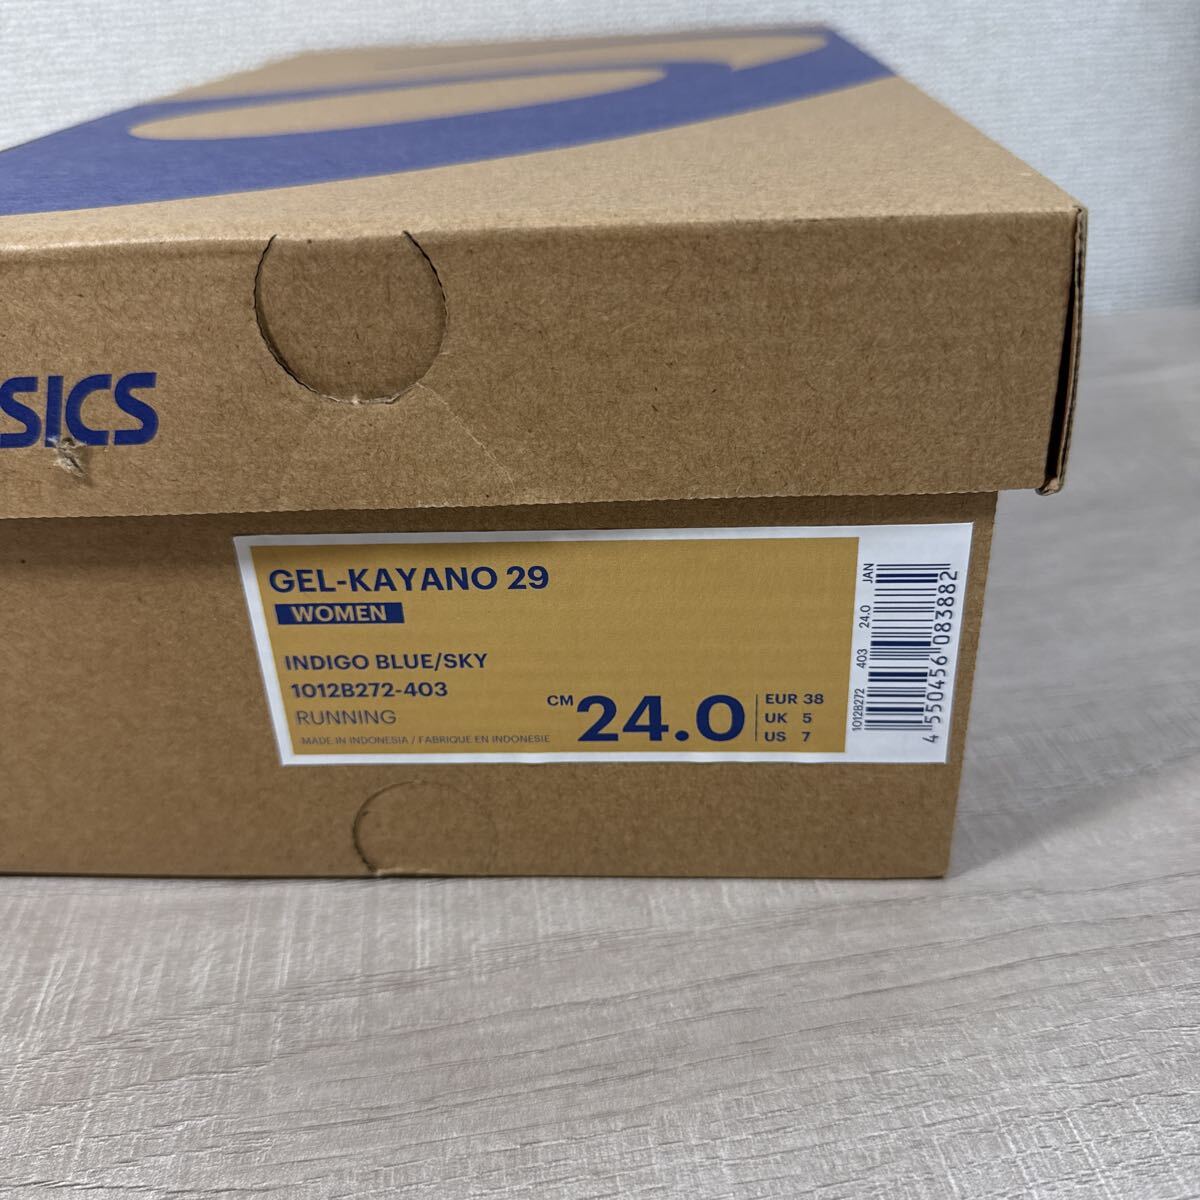 SICS
GEL-KAYANO 29
WOMEN
INDIGO BLUE/SKY
1012B272-403
RUNNING
MADE IN INDONESIA / FABRIQUE EN INDONESIE
CM 24.0
EUR 38
UK 5
US 7
1012B272 403 24.0 JAN
4 550456 083882